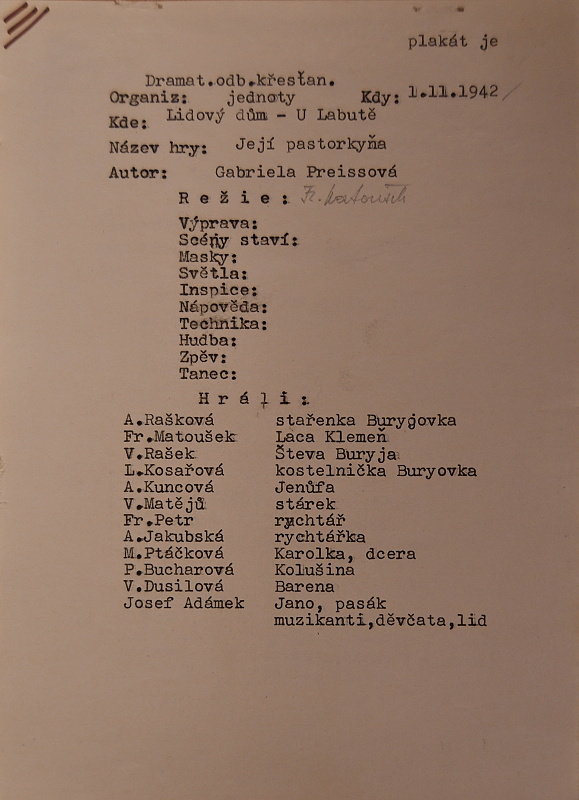 plakát je
Dramat.odb.křesťan.
Organiz: jednoty Kdy: 1.11.1942
Kde: Lidový dům - U Labutě
Název hry: Její pastorkyňa
Autor: Gabriela Preissová
Režie: Fr. Matoušek
Výprava:
Scény staví:
Masky:
Světla:
Inspice:
Nápověda:
Technika:
Hudba:
Zpěv:
Tanec:
Hráli:
A.Rašková stařenka Buryjovka
Fr.Matoušek Laca Klemeň
V.Rašek Števa Buryja
L.Kosařová kostelnička Buryovka
A.Kuncová Jenůfa
V.Matějů stárek
Fr.Petr rychtář
A.Jakubská rychtářka
M.Ptáčková Karolka, dcera
P.Bucharová Kolušina
V.Dusilová Barena
Josef Adámek Jano, pasák
muzikanti,děvčata,lid